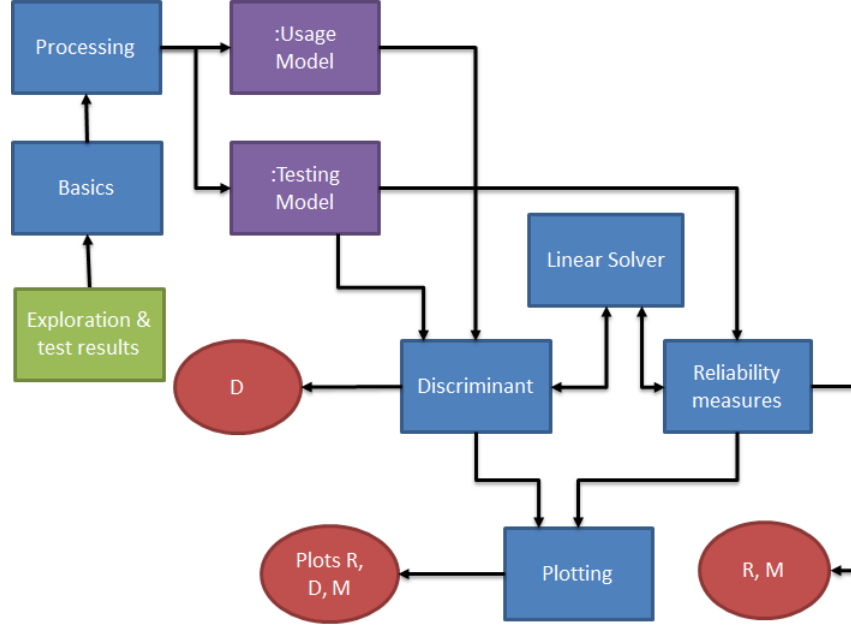 Processing
:Usage
Model
Basics
:Testing
Model
Linear Solver
Exploration &
test results
D
Discriminant
Reliability
measures
Plots R,
D, M
Plotting
R, M